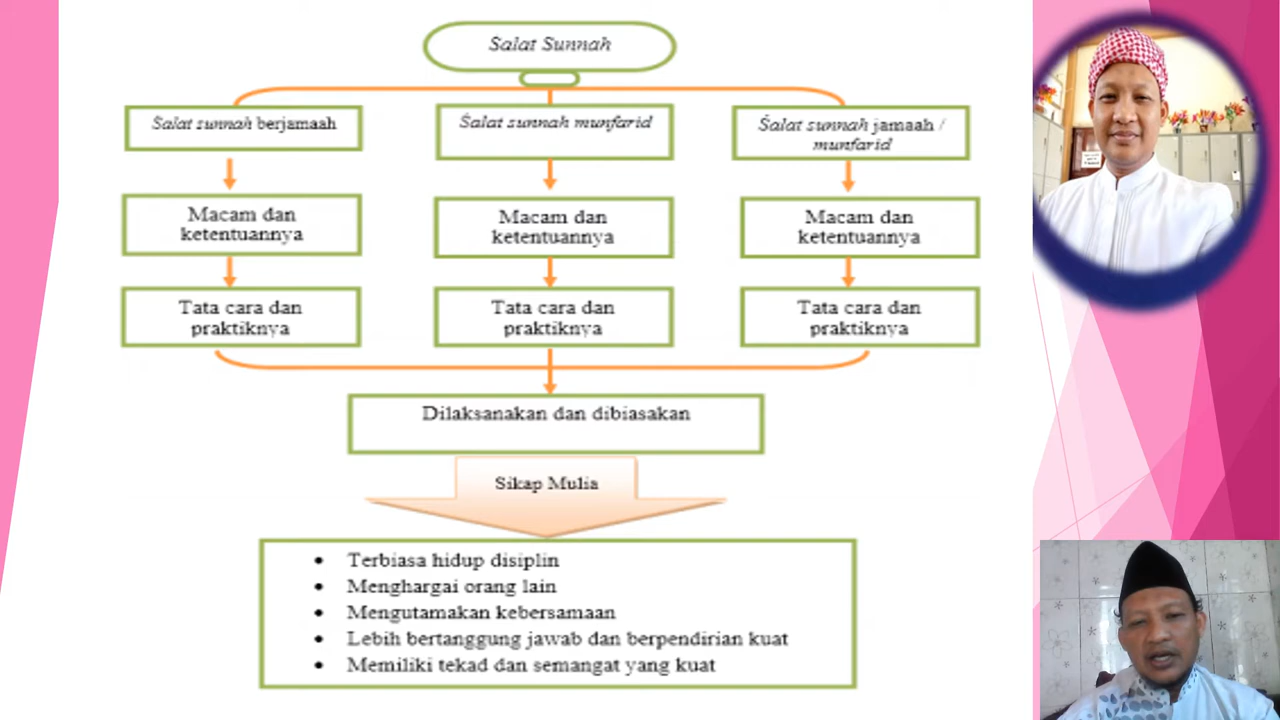 Salat Sunnah
Salat sunnah berjamaah
Ṡalat sunnah munfarid
Ṡalat sunnah jamaah /
munfarid
Macam dan
ketentuannya
Macam dan
ketentuannya
Macam dan
ketentuannya
Tata cara dan
praktiknya
Tata cara dan
praktiknya
Tata cara dan
praktiknya
Dilaksanakan dan dibiasakan
Sikap Mulia
• Terbiasa hidup disiplin
• Menghargai orang lain
• Mengutamakan kebersamaan
• Lebih bertanggung jawab dan berpendirian kuat
• Memiliki tekad dan semangat yang kuat